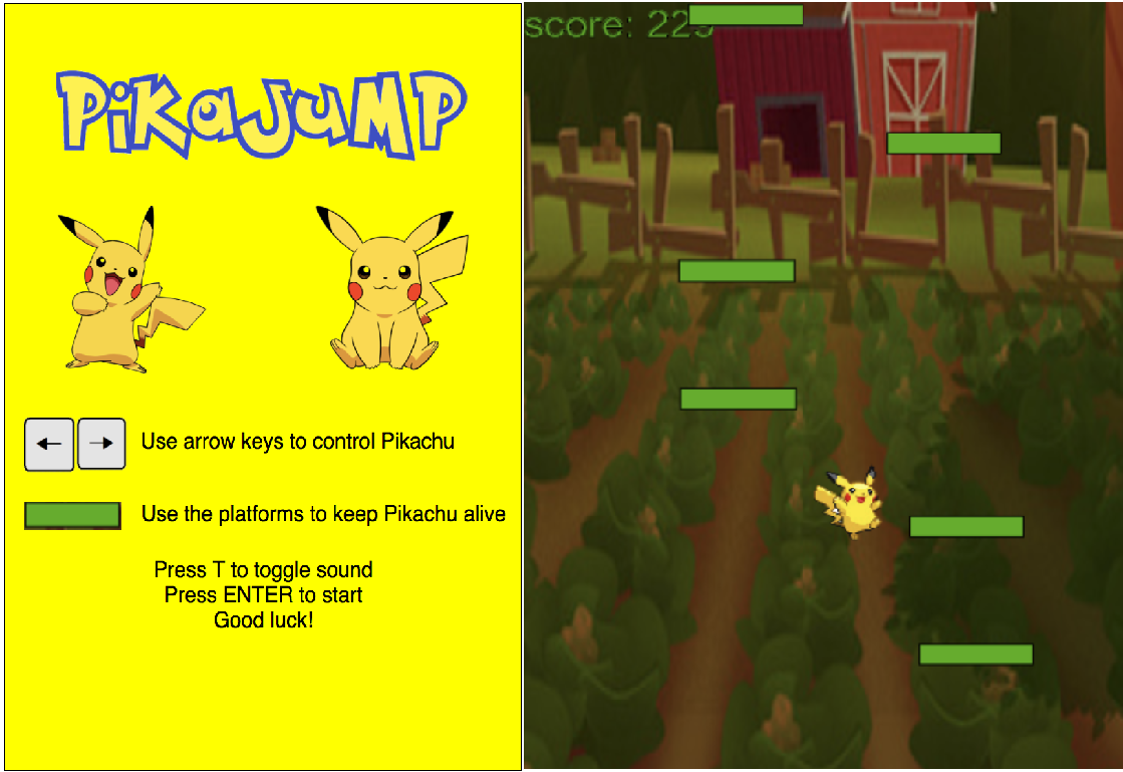 PikaJump
Use arrow keys to control Pikachu
Use the platforms to keep Pikachu alive
Press T to toggle sound
Press ENTER to start
Good luck!
score: 225